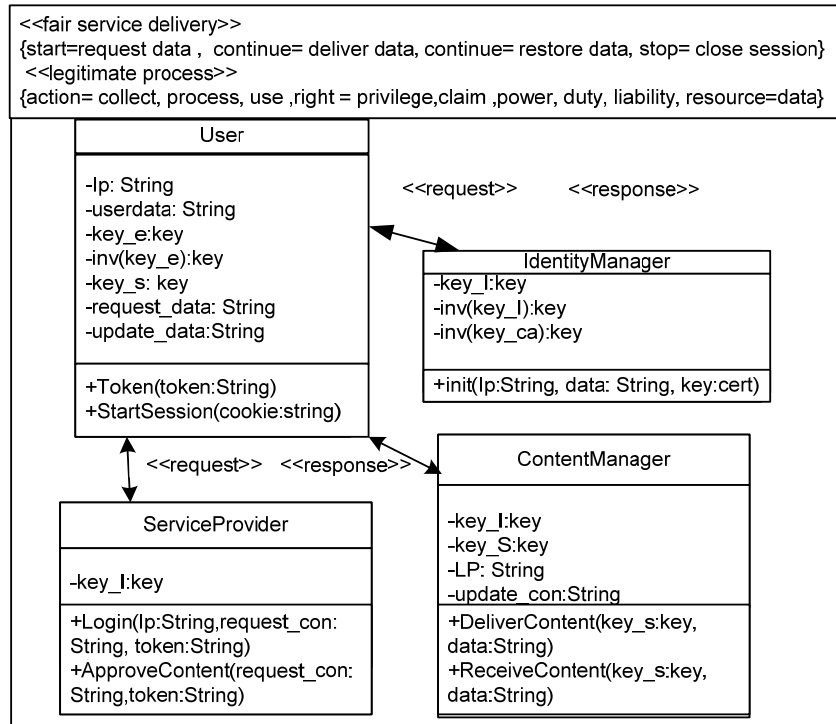 <<fair service delivery>>
{start=request data , continue= deliver data, continue= restore data, stop= close session}
<<legitimate process>>
{action= collect, process, use ,right = privilege,claim ,power, duty, liability, resource=data}
User
-Ip: String
-userdata: String
-key_e:key
-inv(key_e):key
-key_s: key
-request_data: String
-update_data:String
+Token(token:String)
+StartSession(cookie:string)
<<request>> <<response>>
IdentityManager
-key_I:key
-inv(key_I):key
-inv(key_ca):key
+init(Ip:String, data: String, key:cert)
<<request>> <<response>>
ServiceProvider
-key_I:key
+Login(Ip:String,request_con:
String, token:String)
+ApproveContent(request_con:
String,token:String)
ContentManager
-key_I:key
-key_S:key
-LP: String
-update_con:String
+DeliverContent(key_s:key,
data:String)
+ReceiveContent(key_s:key,
data:String)